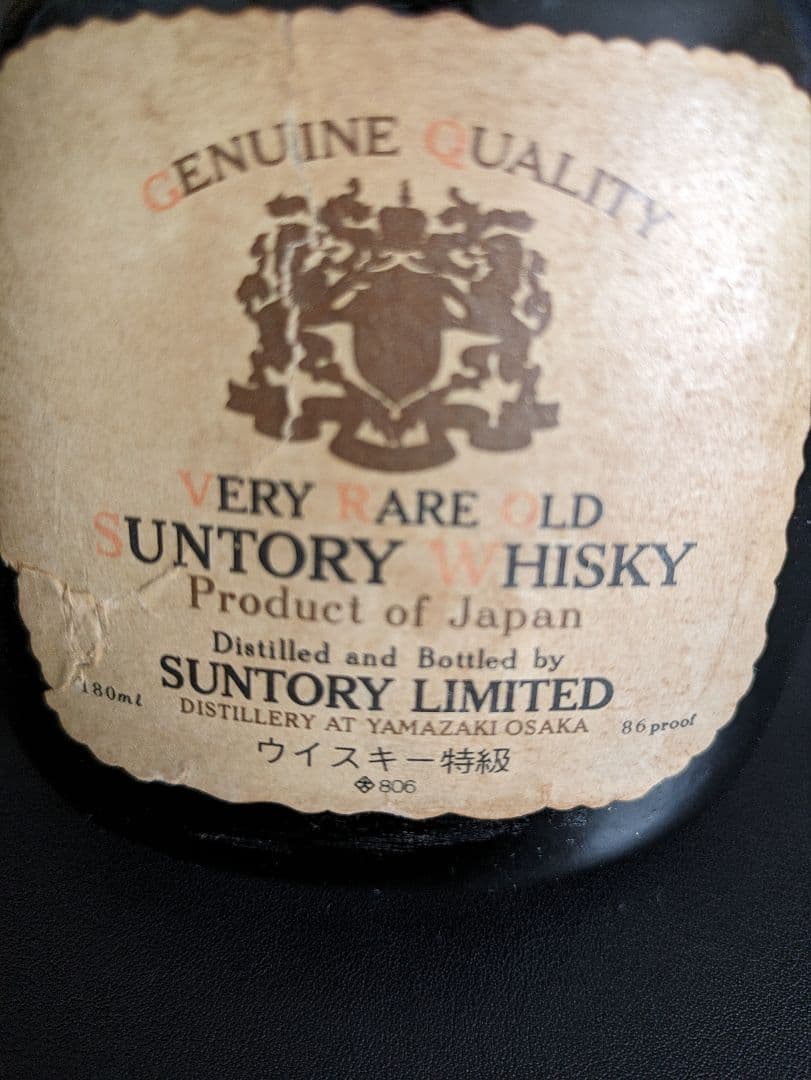 GENUINE QUALITY
VERY RARE OLD
SUNTORY WHISKY
Product of Japan
Distilled and Bottled by
SUNTORY LIMITED
180ml
DISTILLERY AT YAMAZAKI OSAKA
86 proof
ウイスキー特級
806